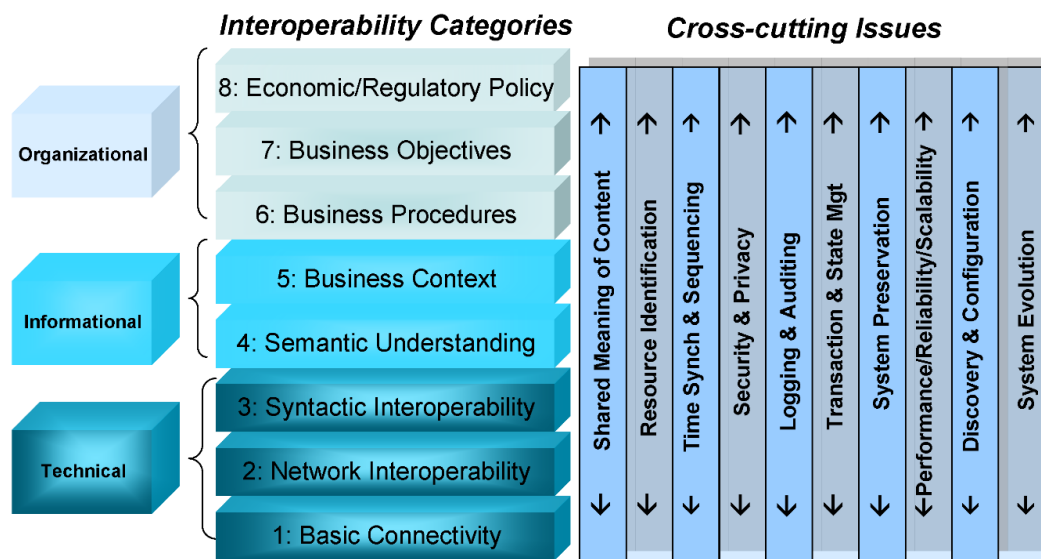 Interoperability Categories
Cross-cutting Issues
Organizational
8: Economic/Regulatory Policy
7: Business Objectives
6: Business Procedures
Informational
5: Business Context
4: Semantic Understanding
Technical
3: Syntactic Interoperability
2: Network Interoperability
1: Basic Connectivity
Shared Meaning of Content
Resource Identification
Time Synch & Sequencing
Security & Privacy
Logging & Auditing
Transaction & State Mgt
System Preservation
Performance/Reliability/Scalability
Discovery & Configuration
System Evolution